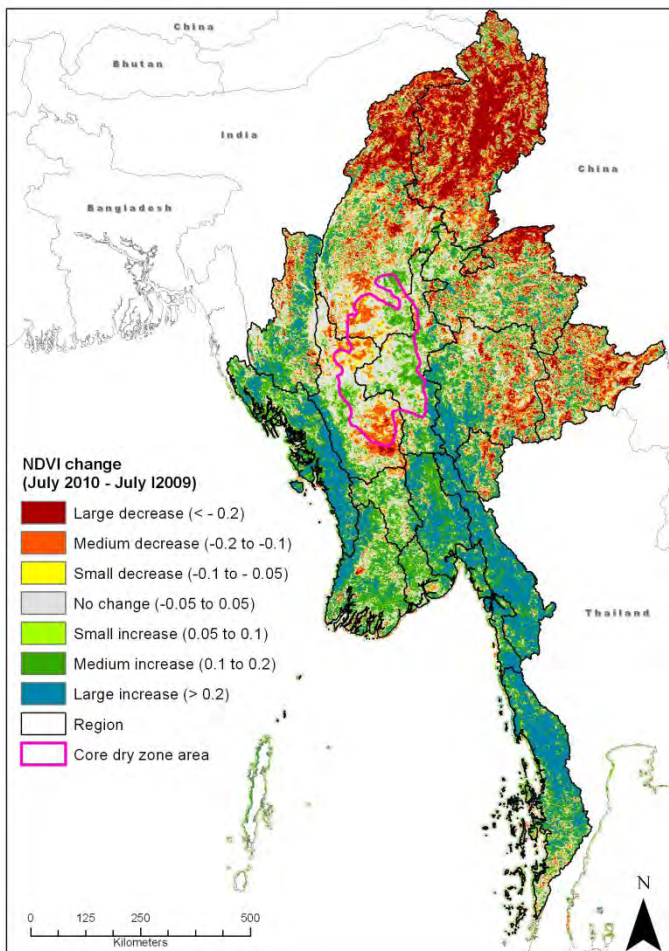 China
Bhutan
India
China
Bangladesh
NDVI change
(July 2010 - July I2009)
Large decrease (< - 0.2)
Medium decrease (-0.2 to -0.1)
Small decrease (-0.1 to - 0.05)
No change (-0.05 to 0.05)
Small increase (0.05 to 0.1)
Medium increase (0.1 to 0.2)
Large increase (> 0.2)
Region
Core dry zone area
Thailand
N
0 125 250 500
Kilometers